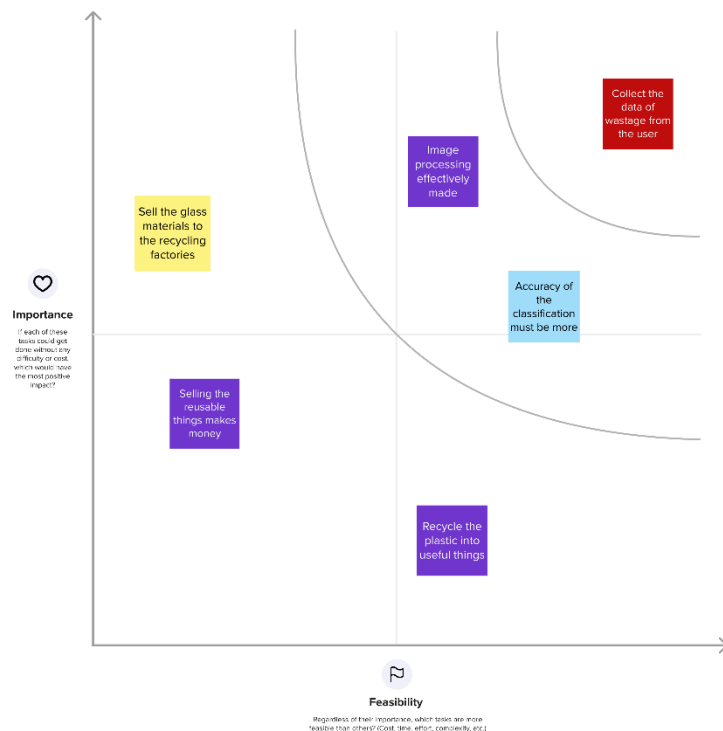 Collect the
data of
wastage from
the user
Image
processing
effectively
made
Sell the glass
materials to
the recycling
factories
Accuracy of
the
classification
must be more
Importance
If each of these
tasks could get
done without any
difficulty or cost,
which would have
the most positive
impact?
Selling the
reusable
things makes
money
Recycle the
plastic into
useful things
Feasibility
Regardless of their importance, which tasks are more
feasible than others? (Cost, time, effort, complexity, etc.)